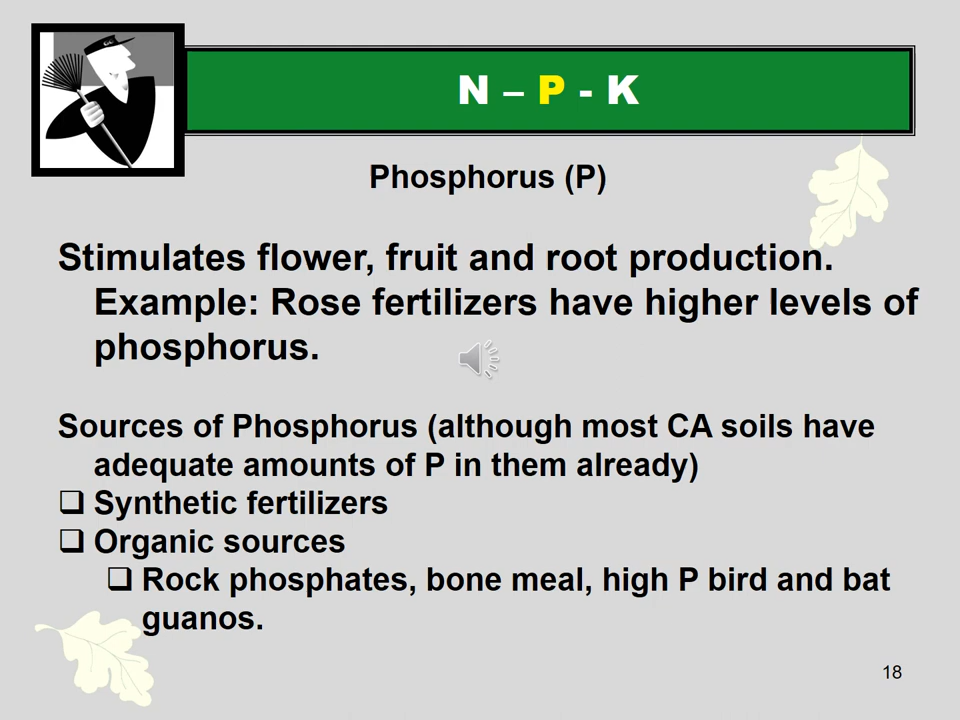 N – P - K
Phosphorus (P)
Stimulates flower, fruit and root production.
Example: Rose fertilizers have higher levels of
phosphorus.
Sources of Phosphorus (although most CA soils have
adequate amounts of P in them already)
Synthetic fertilizers
Organic sources
Rock phosphates, bone meal, high P bird and bat
guanos.
18